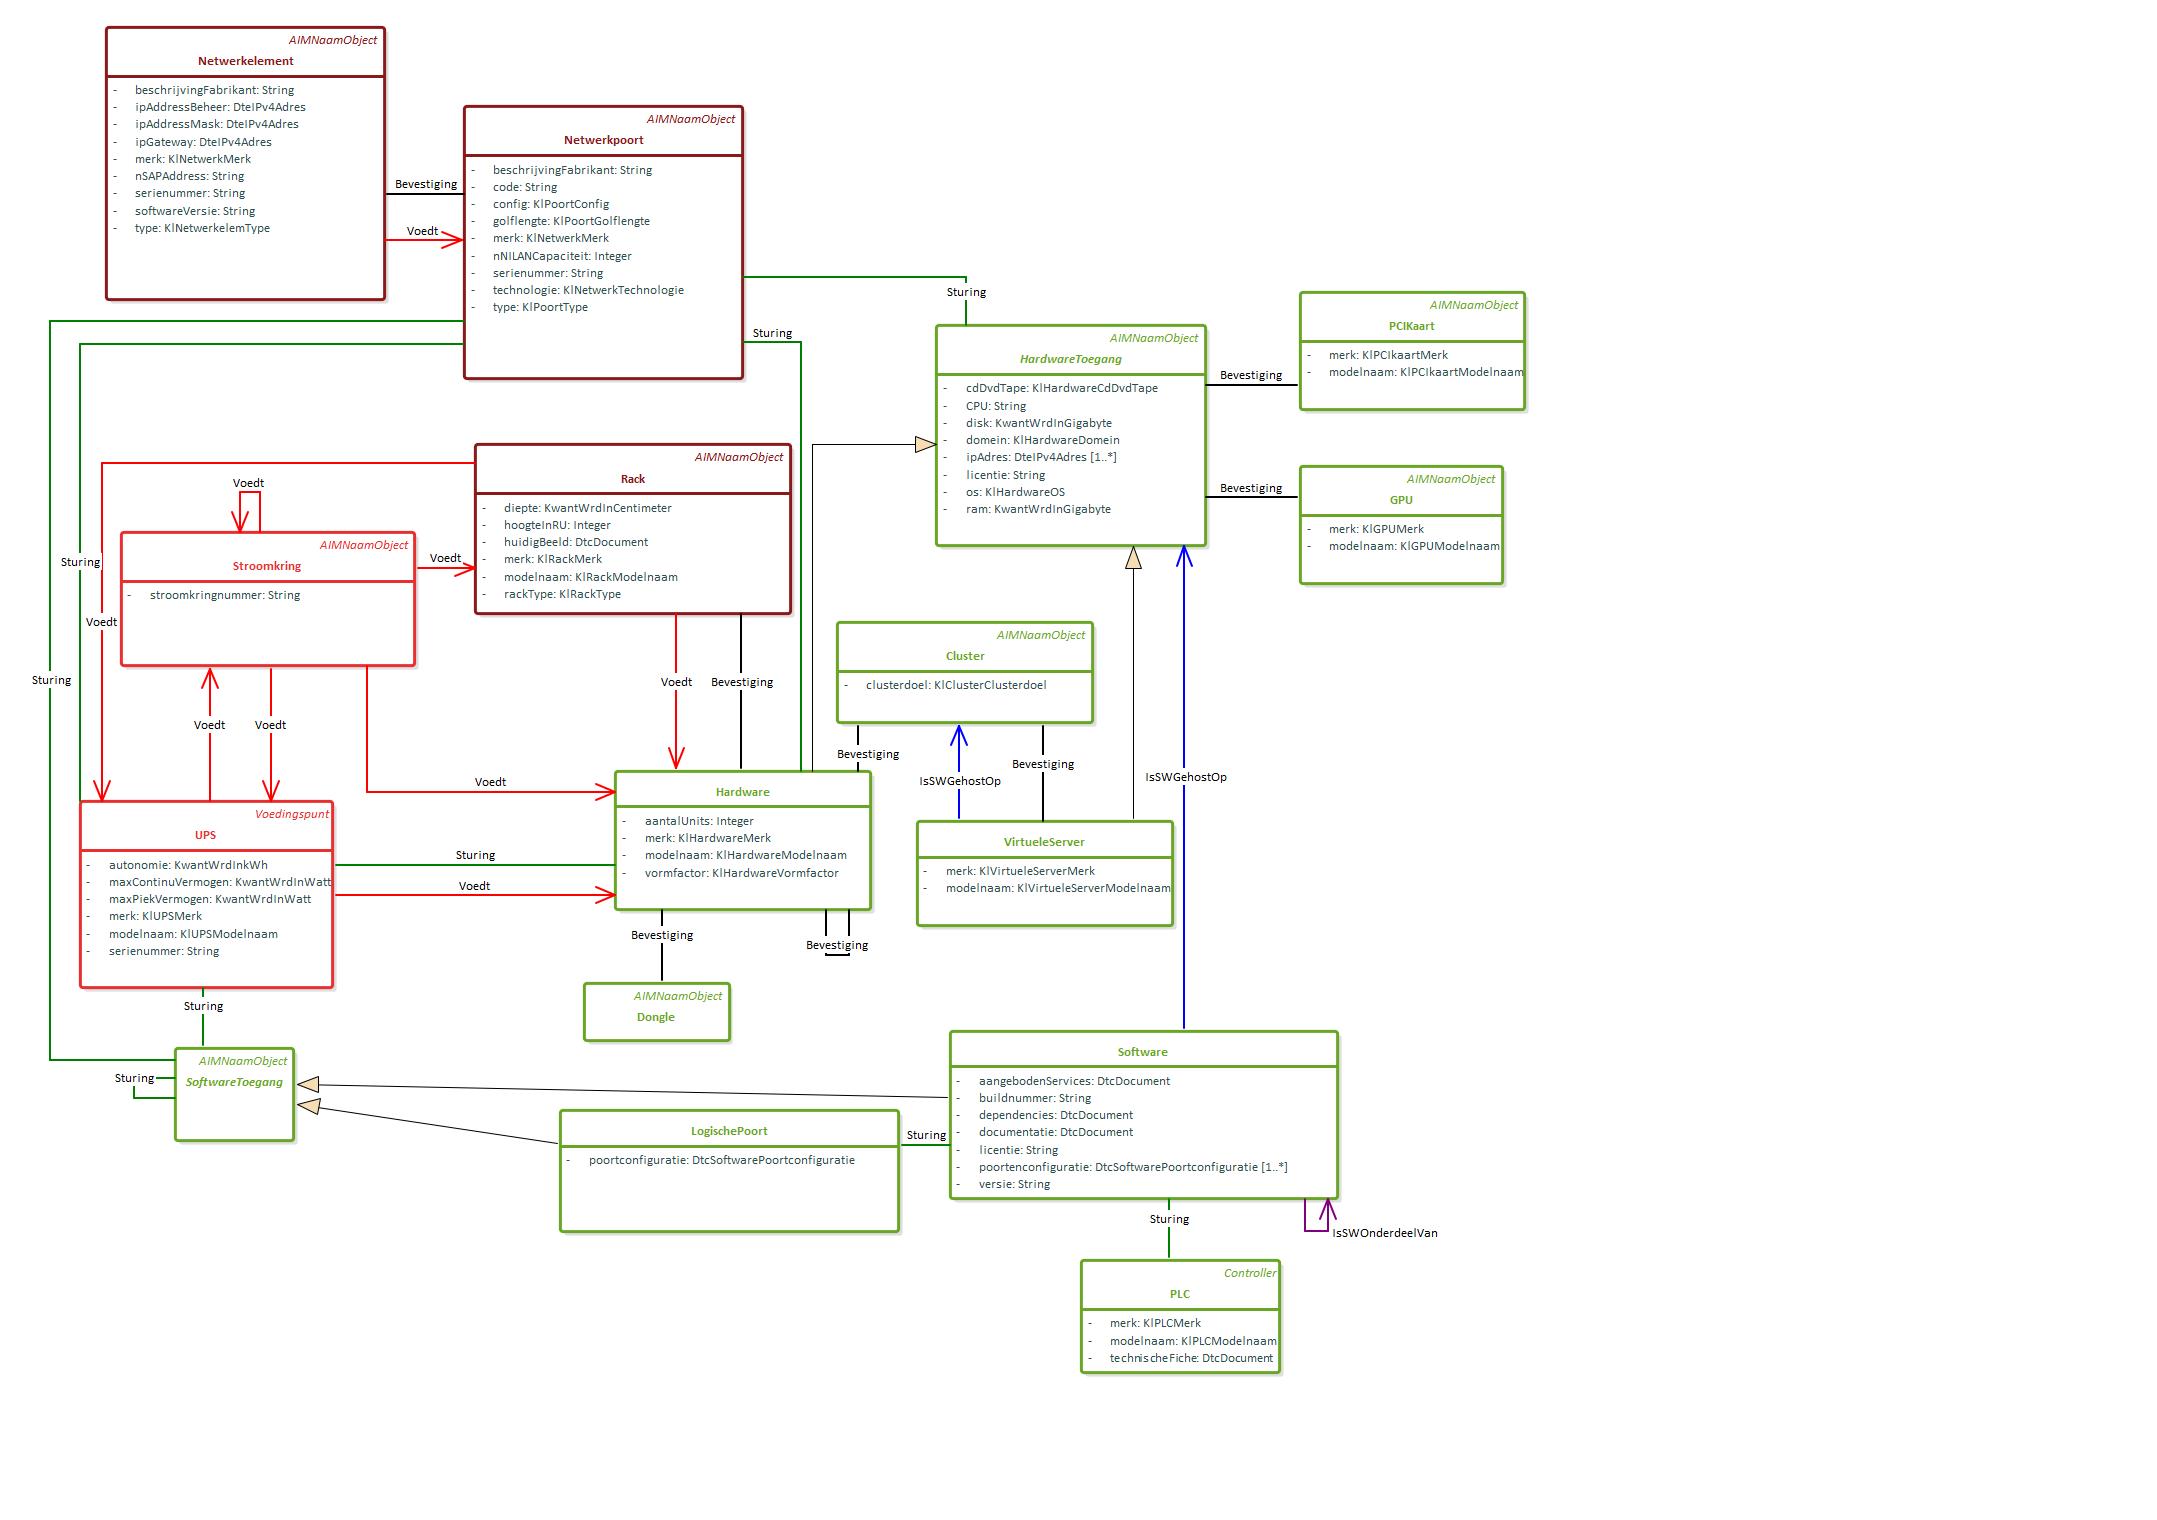 AIMNaamObject
Netwerkelement
- beschrijvingFabrikant: String
- ipAddressBeheer: DteIPv4Adres
- ipAddressMask: DteIPv4Adres
- ipGateway: DteIPv4Adres
- merk: KlNetwerkMerk
- nSAPAddress: String
- serienummer: String
- softwareVersie: String
- type: KlNetwerkelemType
Bevestiging
Voedt
AIMNaamObject
Netwerkpoort
- beschrijvingFabrikant: String
- code: String
- config: KlPoortConfig
- golflengte: KlPoortGolflengte
- merk: KlNetwerkMerk
- nNILANCapaciteit: Integer
- serienummer: String
- technologie: KlNetwerkTechnologie
- type: KlPoortType
Sturing
Sturing
AIMNaamObject
HardwareToegang
- cdDvdTape: KlHardwareCdDvdTape
- CPU: String
- disk: KwantWrdInGigabyte
- domein: KlHardwareDomein
- ipAdres: DteIPv4Adres [1..*]
- licentie: String
- os: KlHardwareOS
- ram: KwantWrdInGigabyte
Bevestiging
AIMNaamObject
PCIKaart
- merk: KlPCIkaartMerk
- modelnaam: KlPCIkaartModelnaam
Bevestiging
AIMNaamObject
GPU
- merk: KlGPUMerk
- modelnaam: KlGPUModelnaam
AIMNaamObject
Rack
- diepte: KwantWrdInCentimeter
- hoogteInRU: Integer
- huidigBeeld: DtcDocument
- merk: KlRackMerk
- modelnaam: KlRackModelnaam
- rackType: KlRackType
Voedt
AIMNaamObject
Stroomkring
- stroomkringnummer: String
Voedt
Sturing
Voedt
Sturing
Voedt
Voedt
Voedt
Bevestiging
Voedt
AIMNaamObject
Cluster
- clusterdoel: KlClusterClusterdoel
Bevestiging
IsSWGehostOp
Bevestiging
IsSWGehostOp
Hardware
- aantalUnits: Integer
- merk: KlHardwareMerk
- modelnaam: KlHardwareModelnaam
- vormfactor: KlHardwareVormfactor
VirtueleServer
- merk: KlVirtueleServerMerk
- modelnaam: KlVirtueleServerModelnaam
Voedingspunt
UPS
- autonomie: KwantWrdInkWh
- maxContinuVermogen: KwantWrdInWatt
- maxPiekVermogen: KwantWrdInWatt
- merk: KlUPSMerk
- modelnaam: KlUPSModelnaam
- serienummer: String
Sturing
Voedt
Bevestiging
Bevestiging
AIMNaamObject
Dongle
Sturing
AIMNaamObject
SoftwareToegang
Sturing
Software
- aangebodenServices: DtcDocument
- buildnummer: String
- dependencies: DtcDocument
- documentatie: DtcDocument
- licentie: String
- poortenconfiguratie: DtcSoftwarePoortconfiguratie [1..*]
- versie: String
LogischePoort
- poortconfiguratie: DtcSoftwarePoortconfiguratie
Sturing
Sturing
IsSWOnderdeelVan
Controller
PLC
- merk: KlPLCMerk
- modelnaam: KlPLCModelnaam
- technischeFiche: DtcDocument